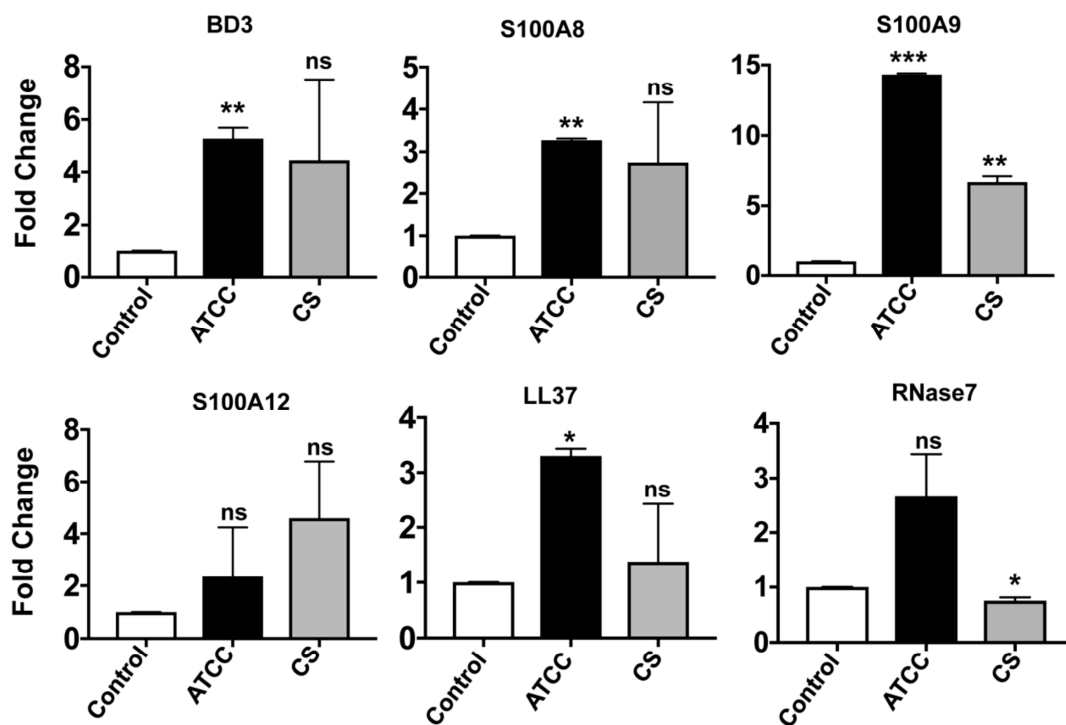 BD3
Fold Change
8
6
4
2
0
**
ns
Control
ATCC
CS
S100A8
5
4
3
2
1
0
**
ns
Control
ATCC
CS
S100A9
15
10
5
0
***
**
Control
ATCC
CS
S100A12
Fold Change
8
6
4
2
0
ns
ns
Control
ATCC
CS
LL37
4
3
2
1
0
*
ns
Control
ATCC
CS
RNase7
4
3
2
1
0
ns
*
Control
ATCC
CS